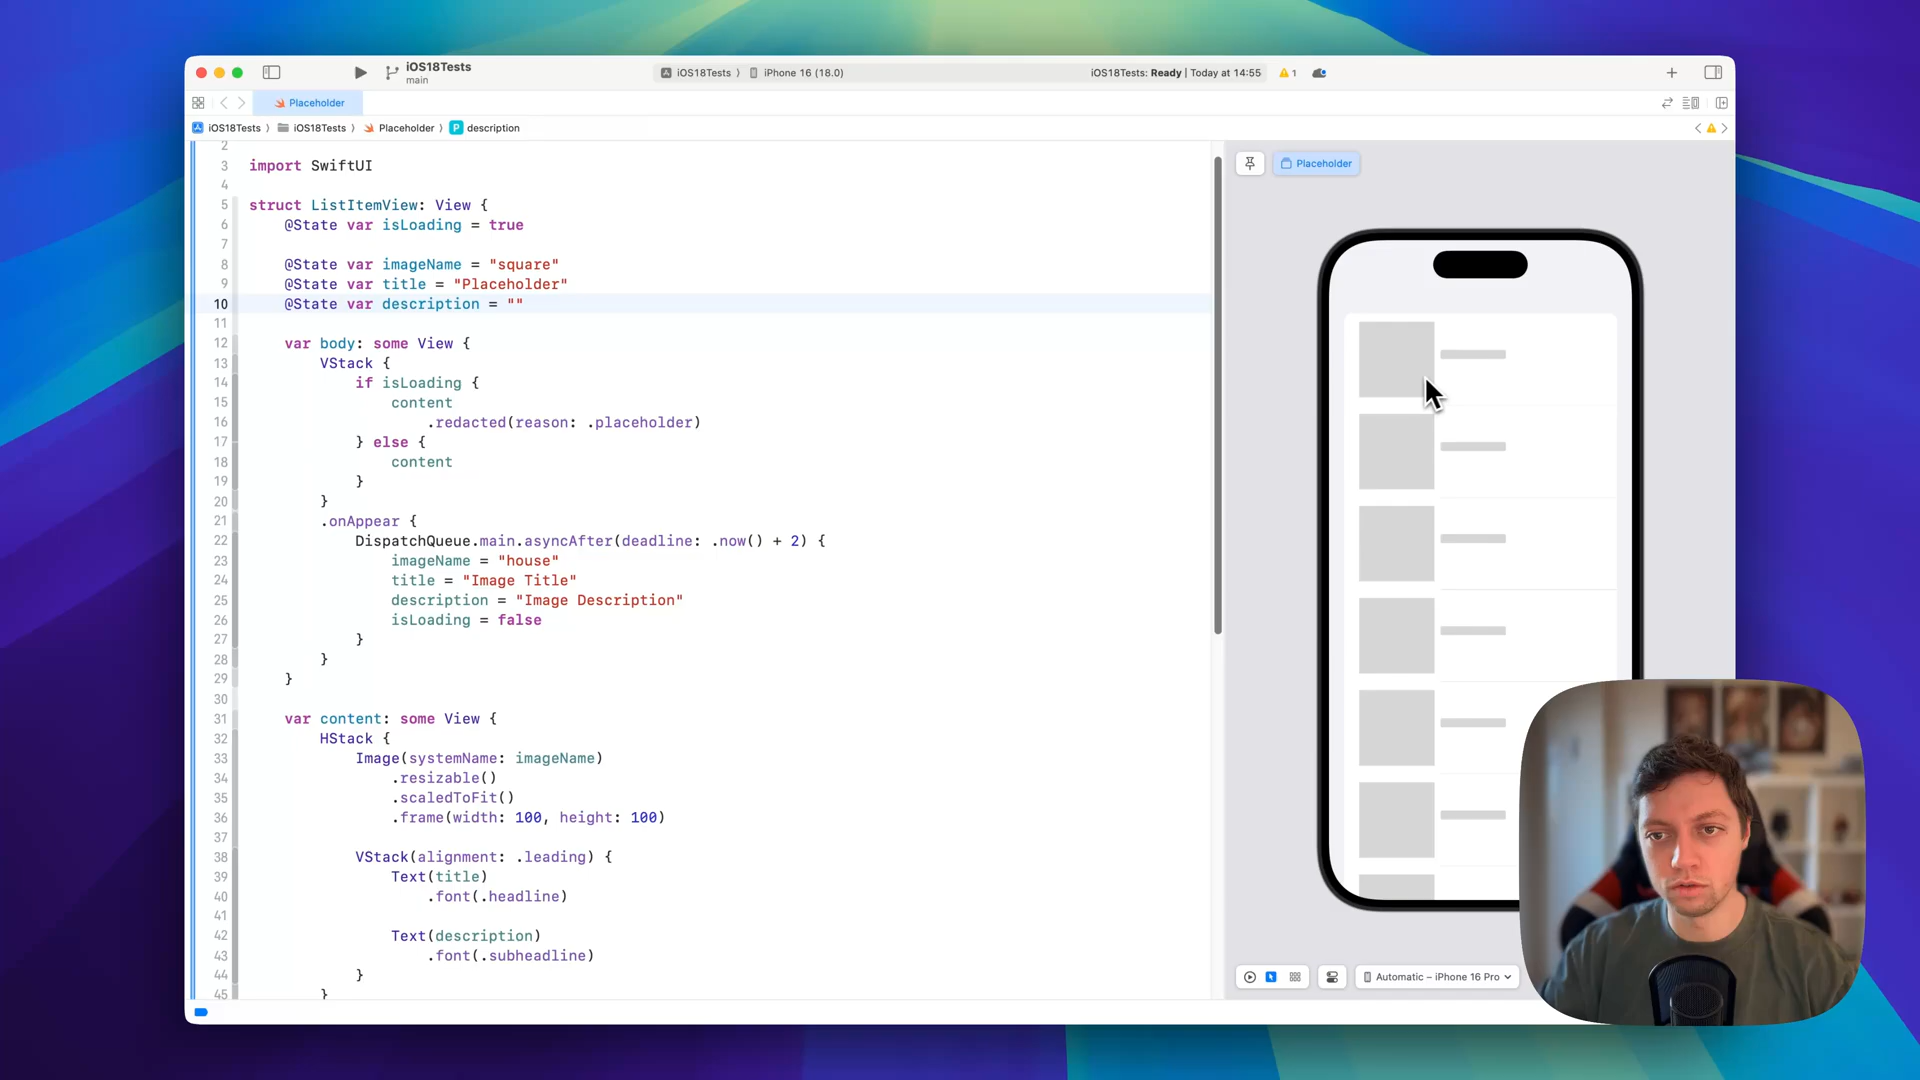 iOS18Tests
main
iOS18Tests 〉 iPhone 16 (18.0)
iOS18Tests: Ready | Today at 14:55
1
Placeholder
iOS18Tests 〉 iOS18Tests 〉 Placeholder 〉 P description
2
3 import SwiftUI
4
5 struct ListItemView: View {
6 @State var isLoading = true
7
8 @State var imageName = "square"
9 @State var title = "Placeholder"
10 @State var description = ""
11
12 var body: some View {
13 VStack {
14 if isLoading {
15 content
16 .redacted(reason: .placeholder)
17 } else {
18 content
19 }
20 }
21 .onAppear {
22 DispatchQueue.main.asyncAfter(deadline: .now() + 2) {
23 imageName = "house"
24 title = "Image Title"
25 description = "Image Description"
26 isLoading = false
27 }
28 }
29 }
30
31 var content: some View {
32 HStack {
33 Image(systemName: imageName)
34 .resizable()
35 .scaledToFit()
36 .frame(width: 100, height: 100)
37
38 VStack(alignment: .leading) {
39 Text(title)
40 .font(.headline)
41
42 Text(description)
43 .font(.subheadline)
44 }
45 }
Placeholder
Automatic – iPhone 16 Pro